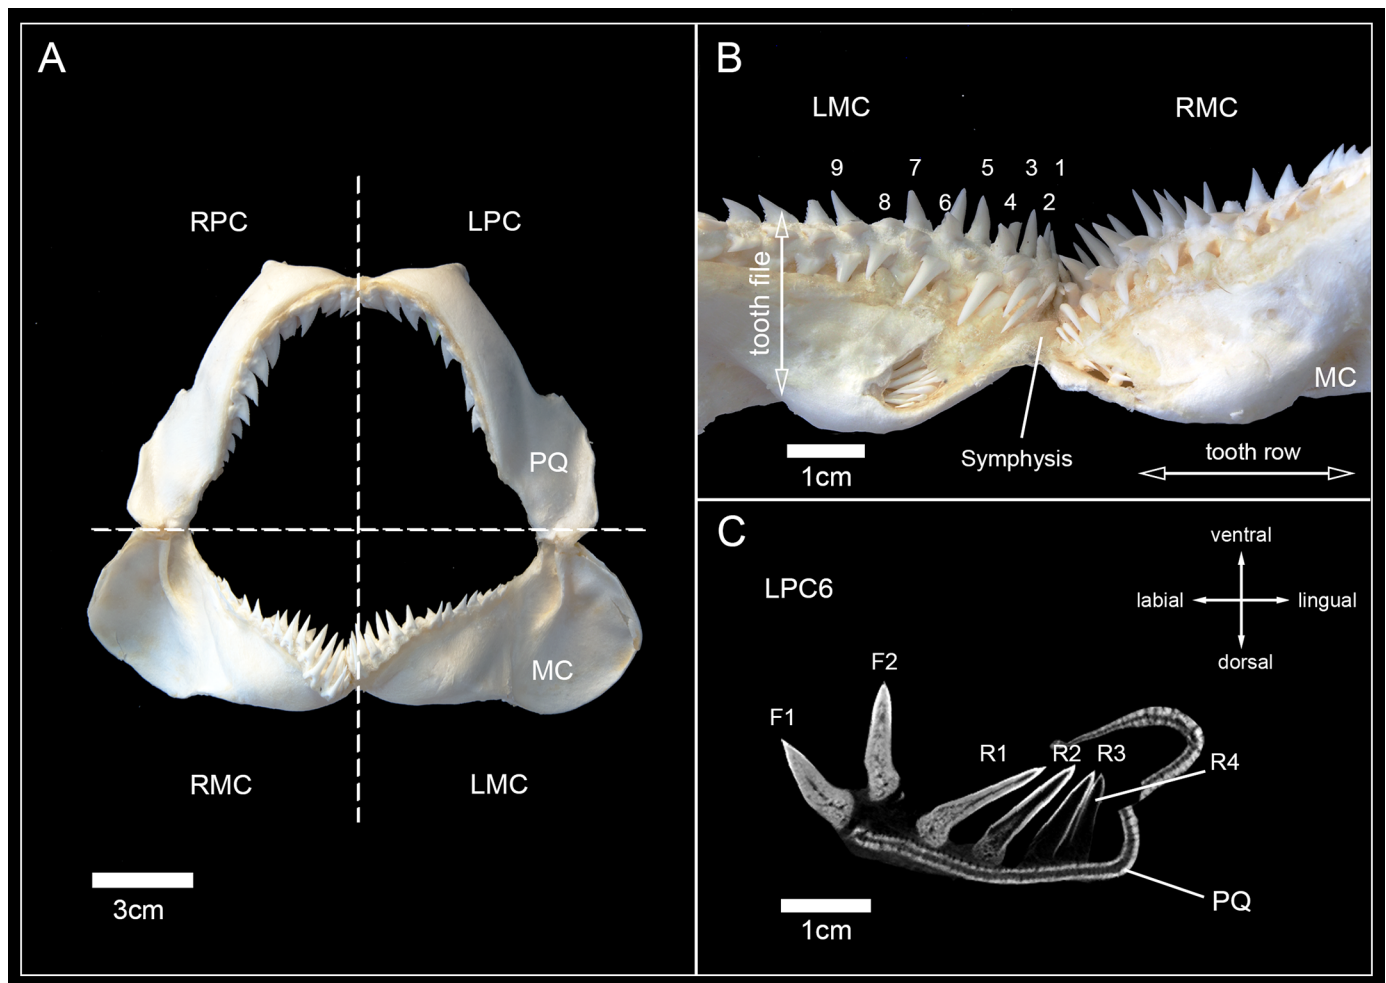 A
RPC
LPC
PQ
MC
RMC
LMC
3cm
B
LMC
RMC
9
7
5
3
1
8
6
4
2
tooth file
MC
Symphysis
tooth row
1cm
C
LPC6
ventral
labial
lingual
dorsal
F2
F1
R1
R2
R3
R4
PQ
1cm